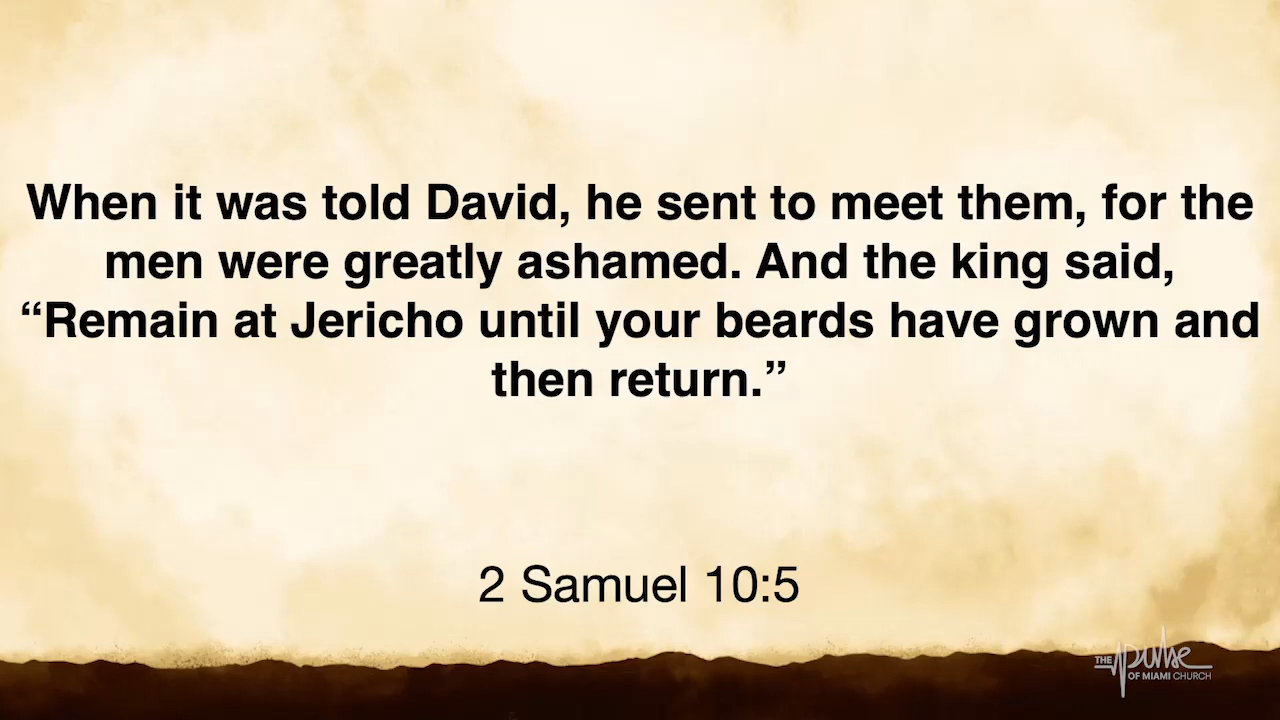 When it was told David, he sent to meet them, for the
men were greatly ashamed. And the king said,
“Remain at Jericho until your beards have grown and
then return.”
2 Samuel 10:5
THE pulse
OF MIAMI CHURCH